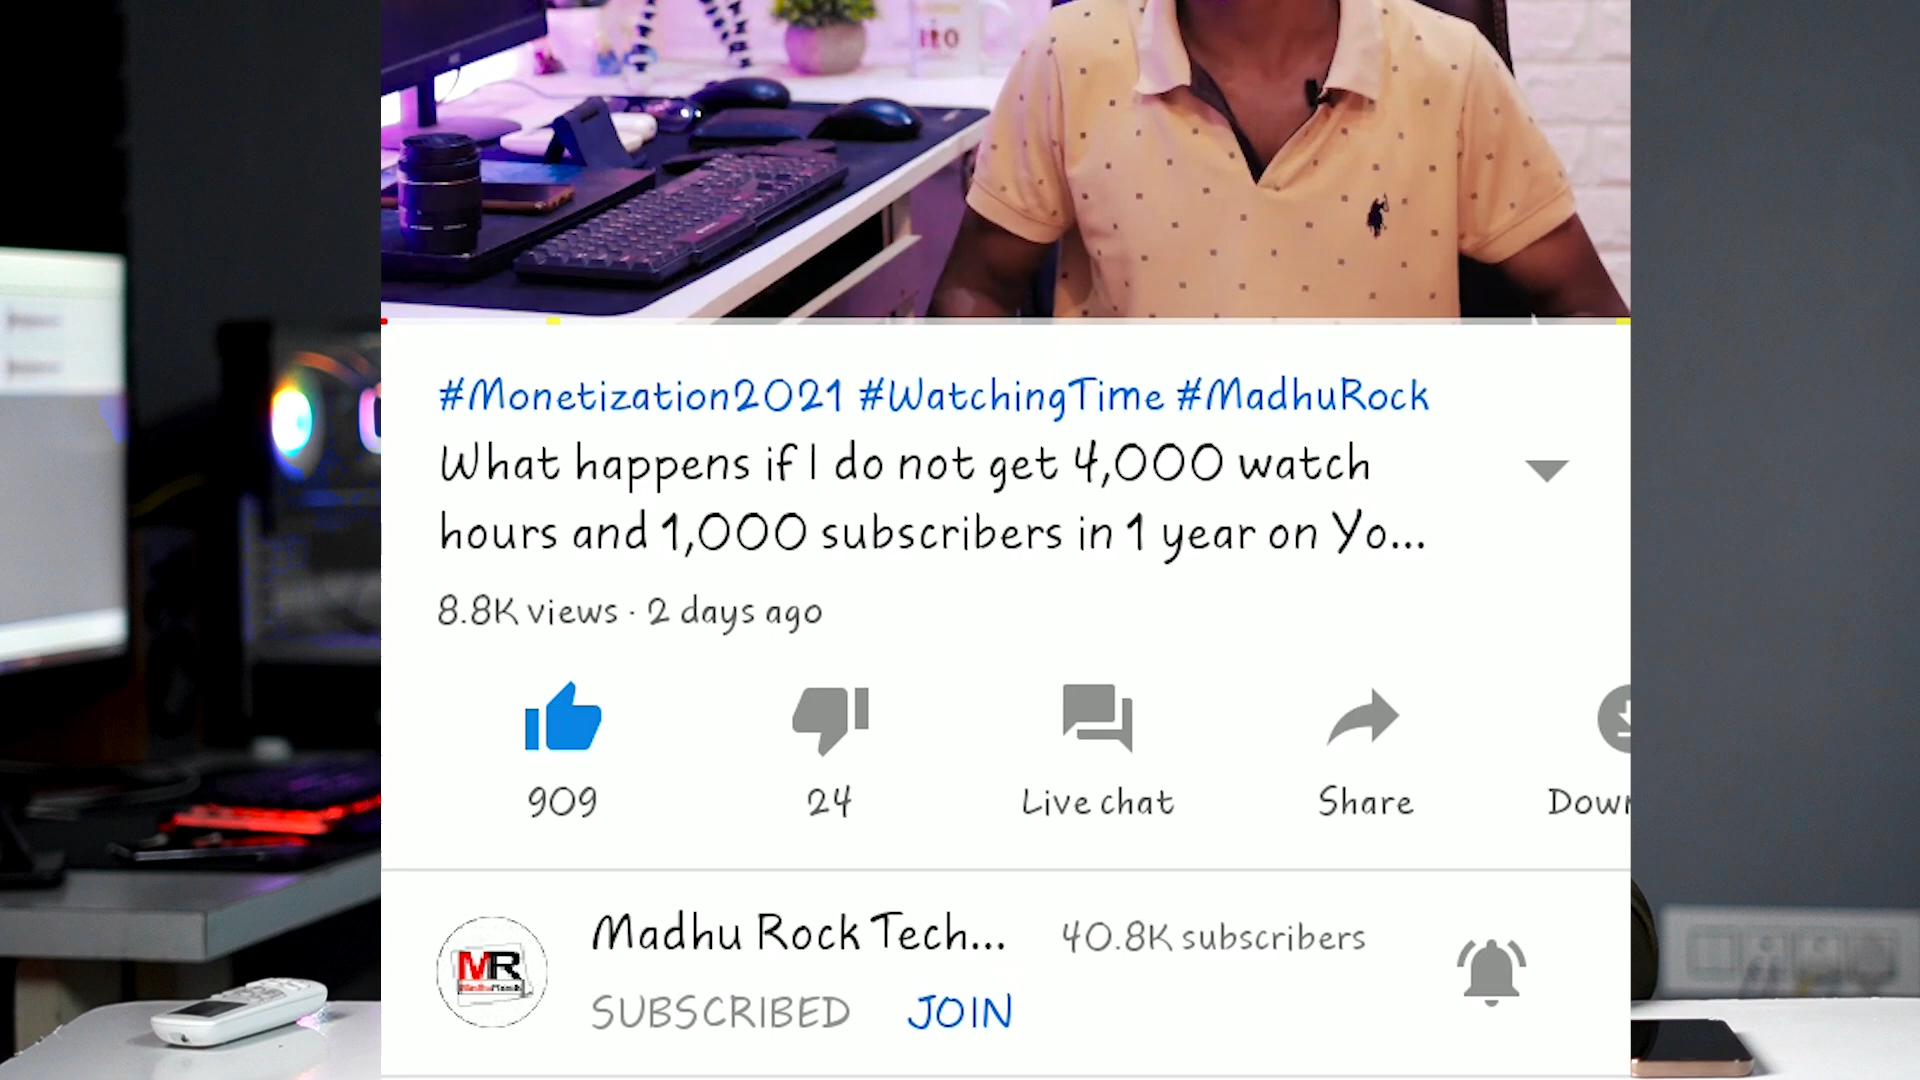 #Monetization2021 #WatchingTime #MadhuRock
What happens if I do not get 4,000 watch
hours and 1,000 subscribers in 1 year on Yo...
8.8K views · 2 days ago
909
24
Live chat
Share
Down
Madhu Rock Tech...
40.8K subscribers
MR
SUBSCRIBED
JOIN